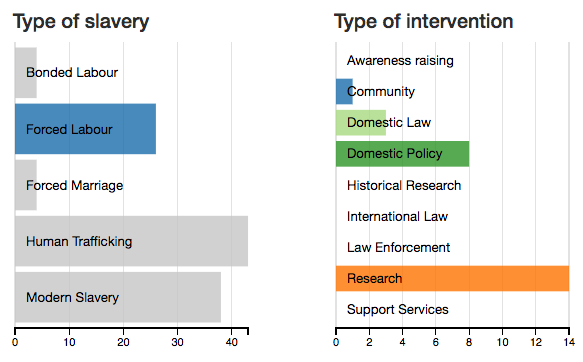 Type of slavery
Bonded Labour
Forced Labour
Forced Marriage
Human Trafficking
Modern Slavery
0 10 20 30 40
Type of intervention
Awareness raising
Community
Domestic Law
Domestic Policy
Historical Research
International Law
Law Enforcement
Research
Support Services
0 2 4 6 8 10 12 14